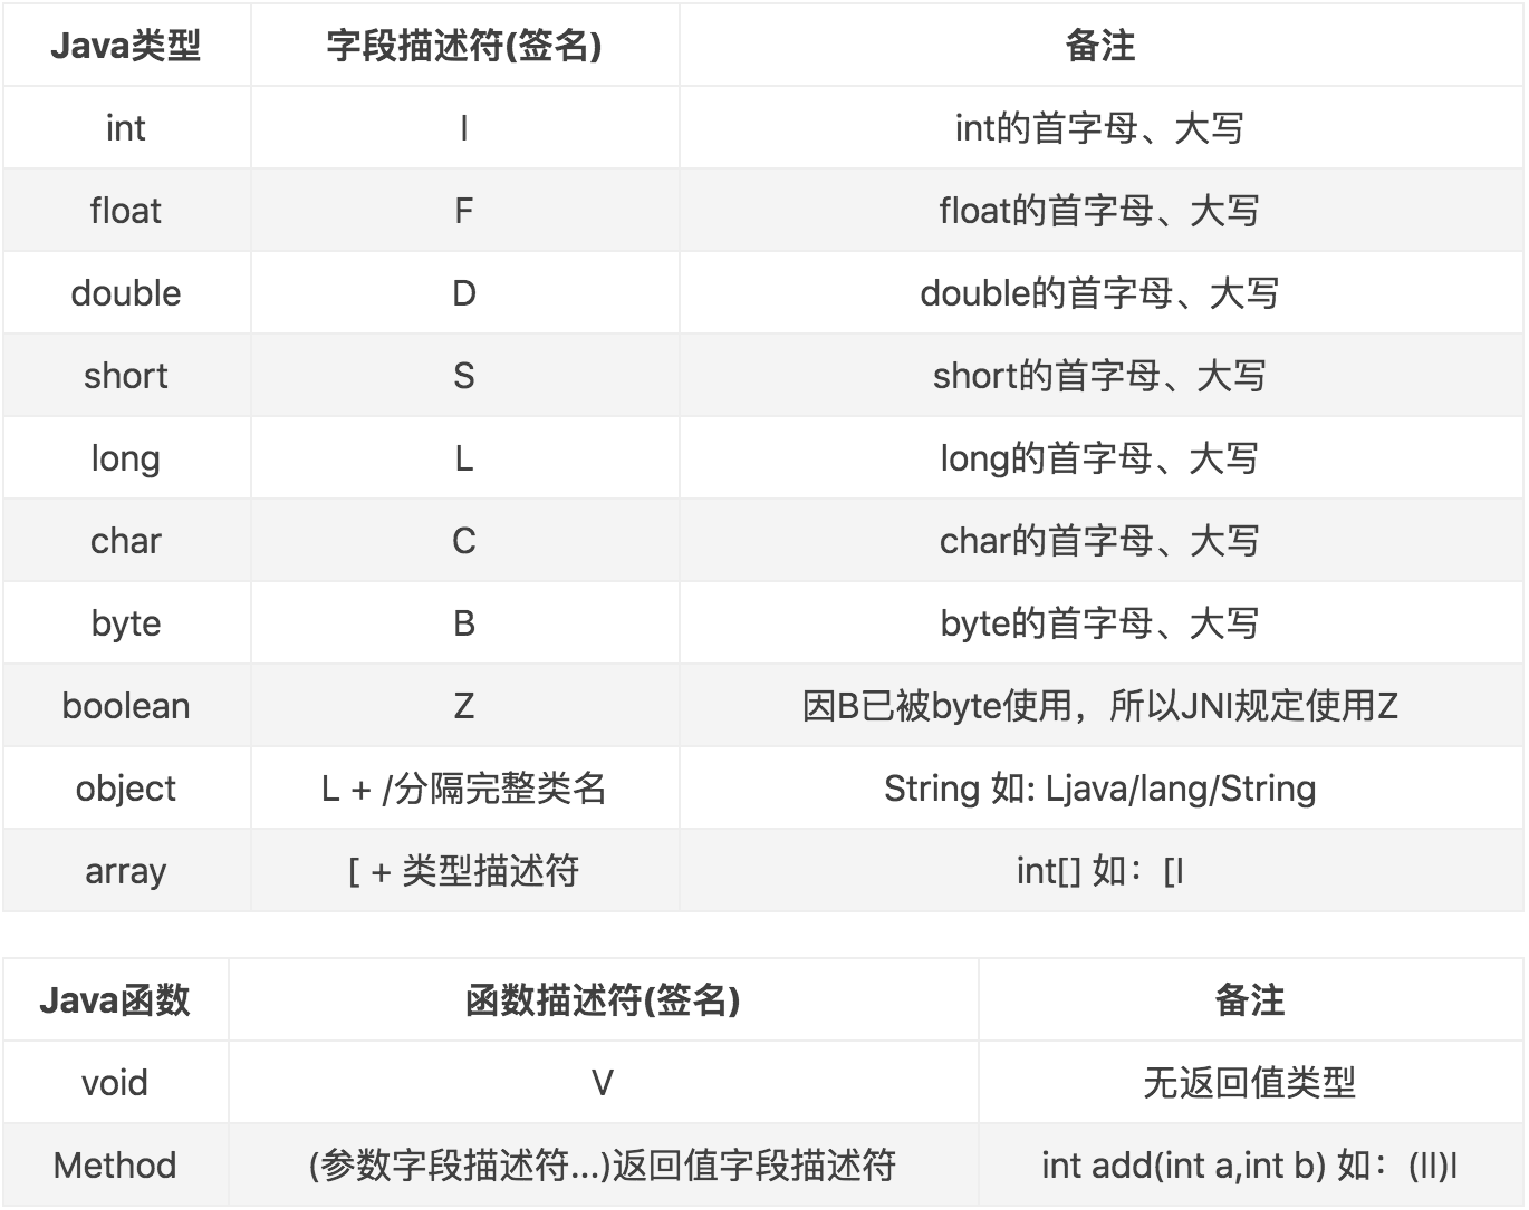 Java类型 字段描述符(签名) 备注
int I int的首字母、大写
float F float的首字母、大写
double D double的首字母、大写
short S short的首字母、大写
long L long的首字母、大写
char C char的首字母、大写
byte B byte的首字母、大写
boolean Z 因B已被byte使用，所以JNI规定使用Z
object L + /分隔完整类名 String 如: Ljava/lang/String
array [ + 类型描述符 int[] 如：[I
Java函数 函数描述符(签名) 备注
void V 无返回值类型
Method (参数字段描述符...)返回值字段描述符 int add(int a,int b) 如：(II)I